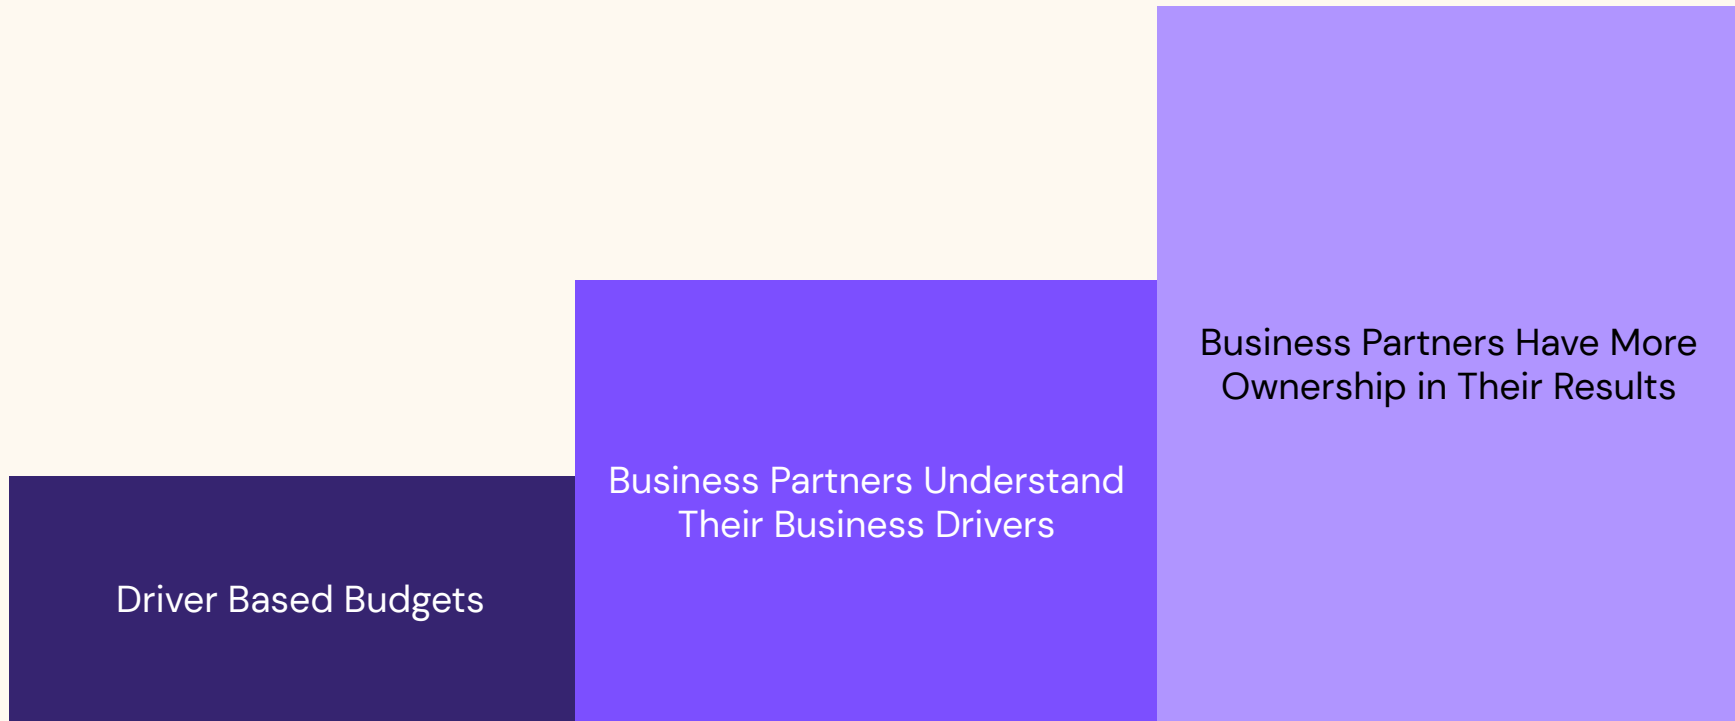 Driver Based Budgets
Business Partners Understand
Their Business Drivers
Business Partners Have More
Ownership in Their Results